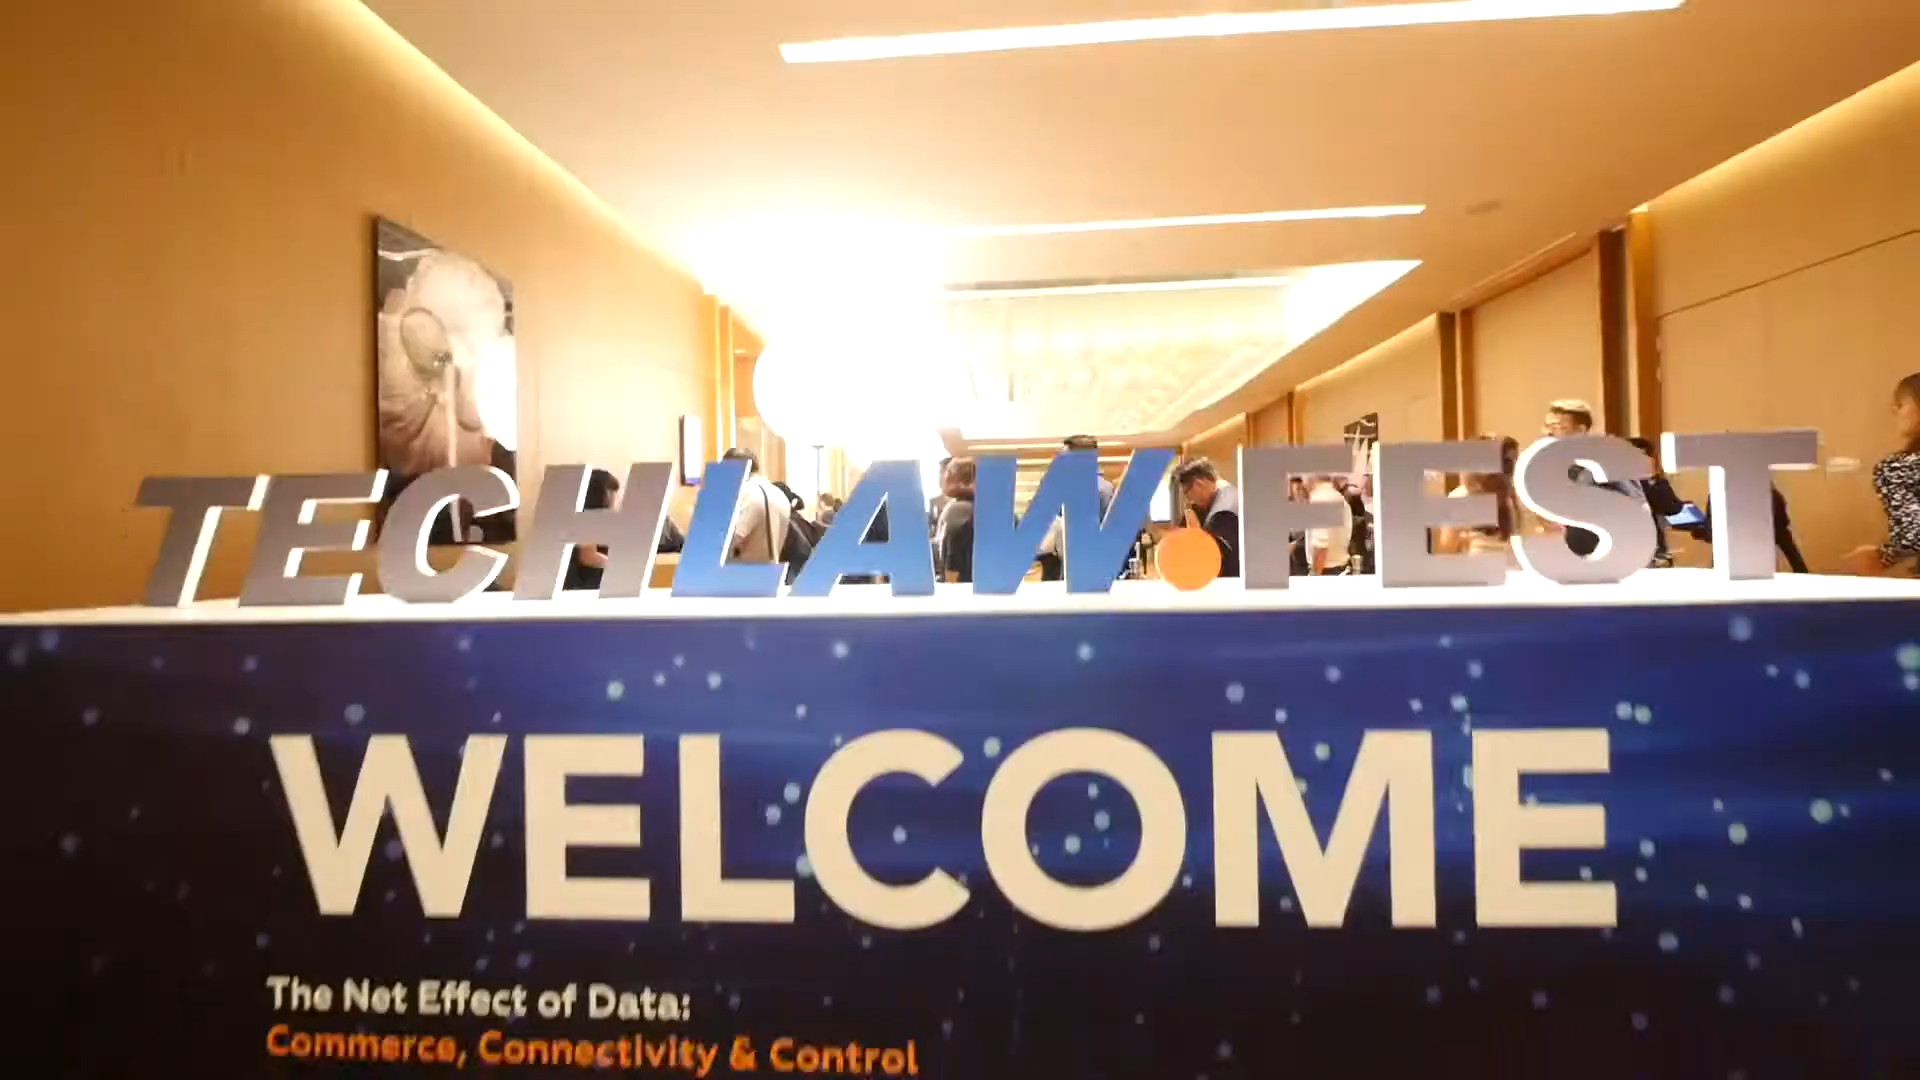 TECHLAW.FEST
WELCOME
The Net Effect of Data:
Commerce, Connectivity & Control